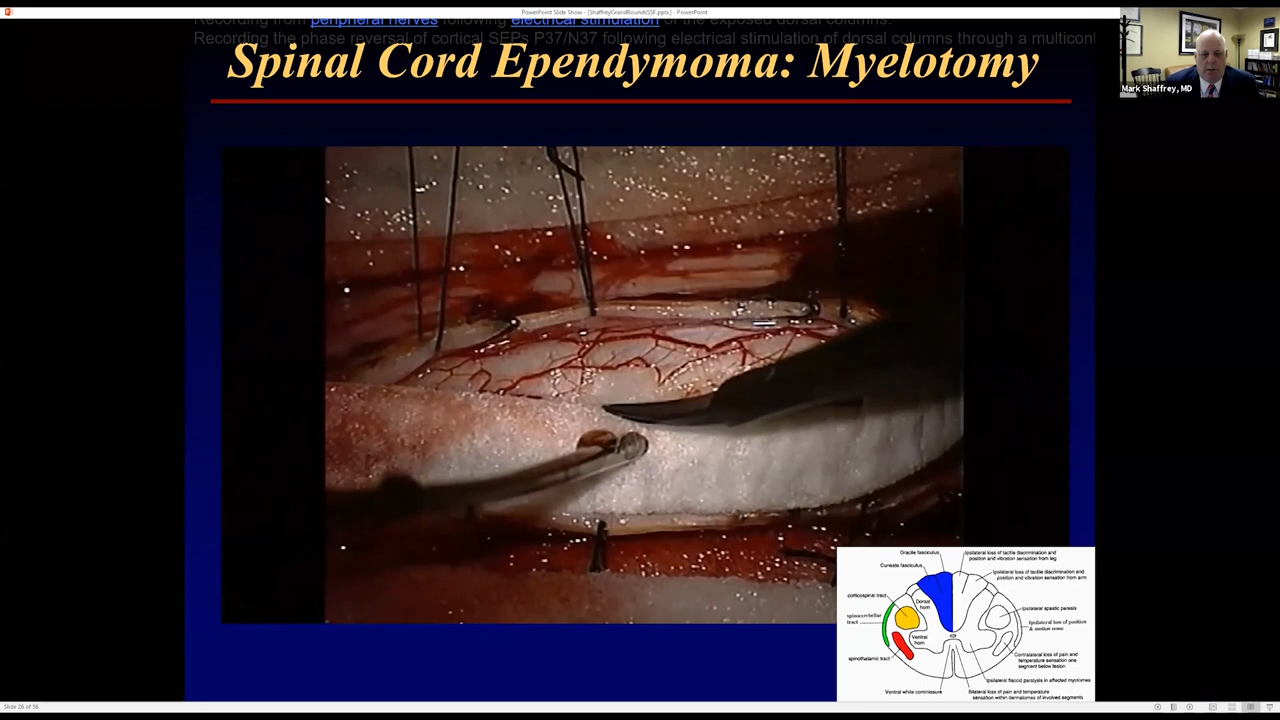 PowerPoint Slide Show - [ShaffreyGrandRoundsSSF.pptx] - PowerPoint
Recording from peripheral nerves following electrical stimulation of the exposed dorsal columns.
Recording the phase reversal of cortical SEPs P37/N37 following electrical stimulation of dorsal columns through a multicont
Spinal Cord Ependymoma: Myelotomy
Mark Shaffrey, MD
Gracile fasciculus
Ipsilateral loss of tactile discrimination and
position and vibration sensation from leg
Cuneate fasciculus
Ipsilateral loss of tactile discrimination and
position and vibration sensation from arm
corticospinal tract
Dorsal
horn
Ipsilateral spastic paresis
spinocerebellar
tract
Ipsilateral loss of position
& motion sense
Ventral
horn
spinothalamic tract
Contralateral loss of pain and
temperature sensation one
segment below lesion
Ipsilateral flaccid paralysis in affected myotomes
Ventral white commissure
Bilateral loss of pain and temperature
sensation within dermatomes of involved segments
Slide 26 of 56